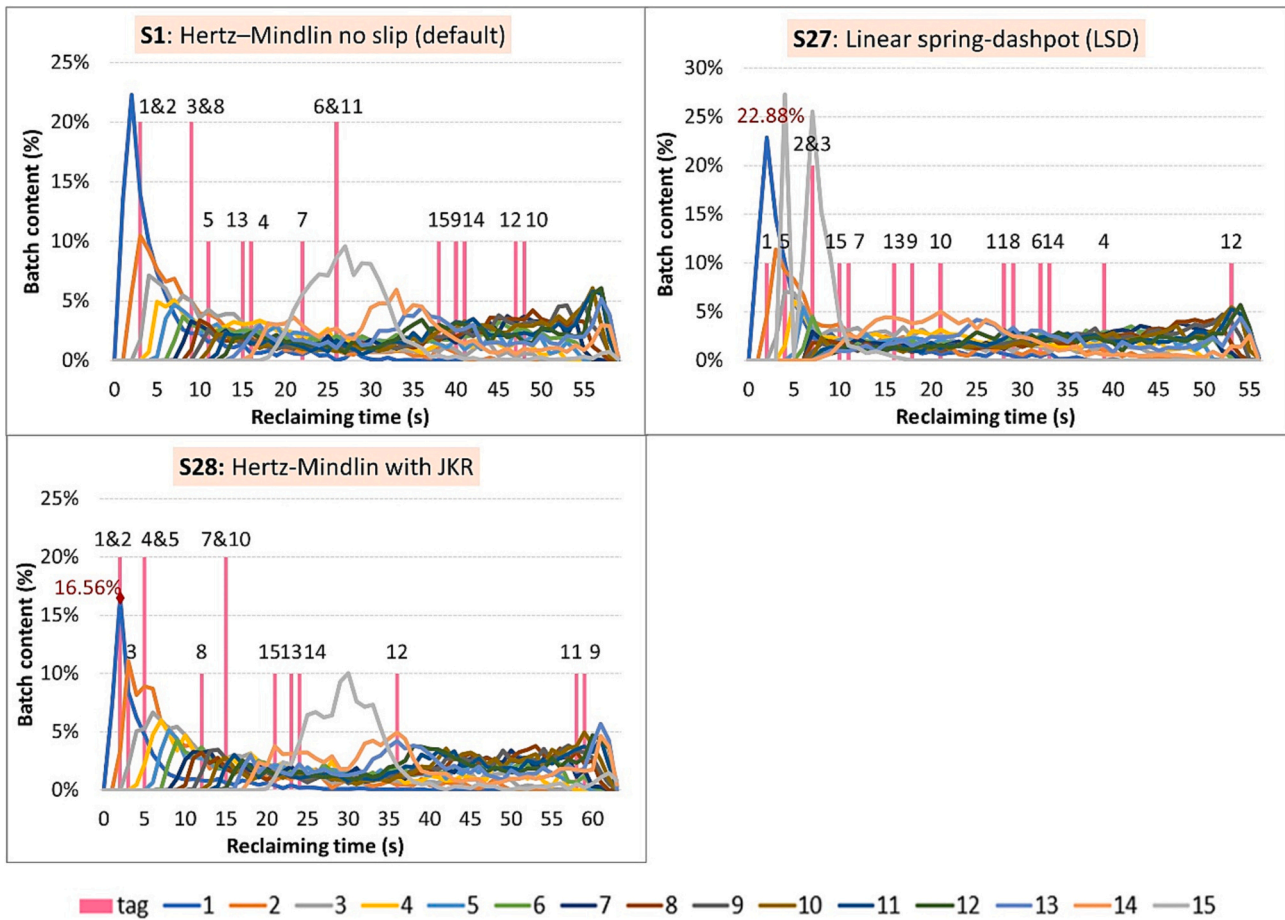 S1: Hertz–Mindlin no slip (default)
25%
20%
15%
10%
5%
0%
Batch content (%)
1&2 3&8 6&11
5 13 4 7 15 9 14 12 10
0 5 10 15 20 25 30 35 40 45 50 55
Reclaiming time (s)
S27: Linear spring-dashpot (LSD)
30%
25%
20%
15%
10%
5%
0%
Batch content (%)
22.88%
2&3
1 5 15 7 13 9 10 11 8 6 14 4 12
0 5 10 15 20 25 30 35 40 45 50 55
Reclaiming time (s)
S28: Hertz-Mindlin with JKR
25%
20%
15%
10%
5%
0%
Batch content (%)
1&2 4&5 7&10
16.56%
3 8 15 13 14 12 11 9
0 5 10 15 20 25 30 35 40 45 50 55 60
Reclaiming time (s)
tag 1 2 3 4 5 6 7 8 9 10 11 12 13 14 15